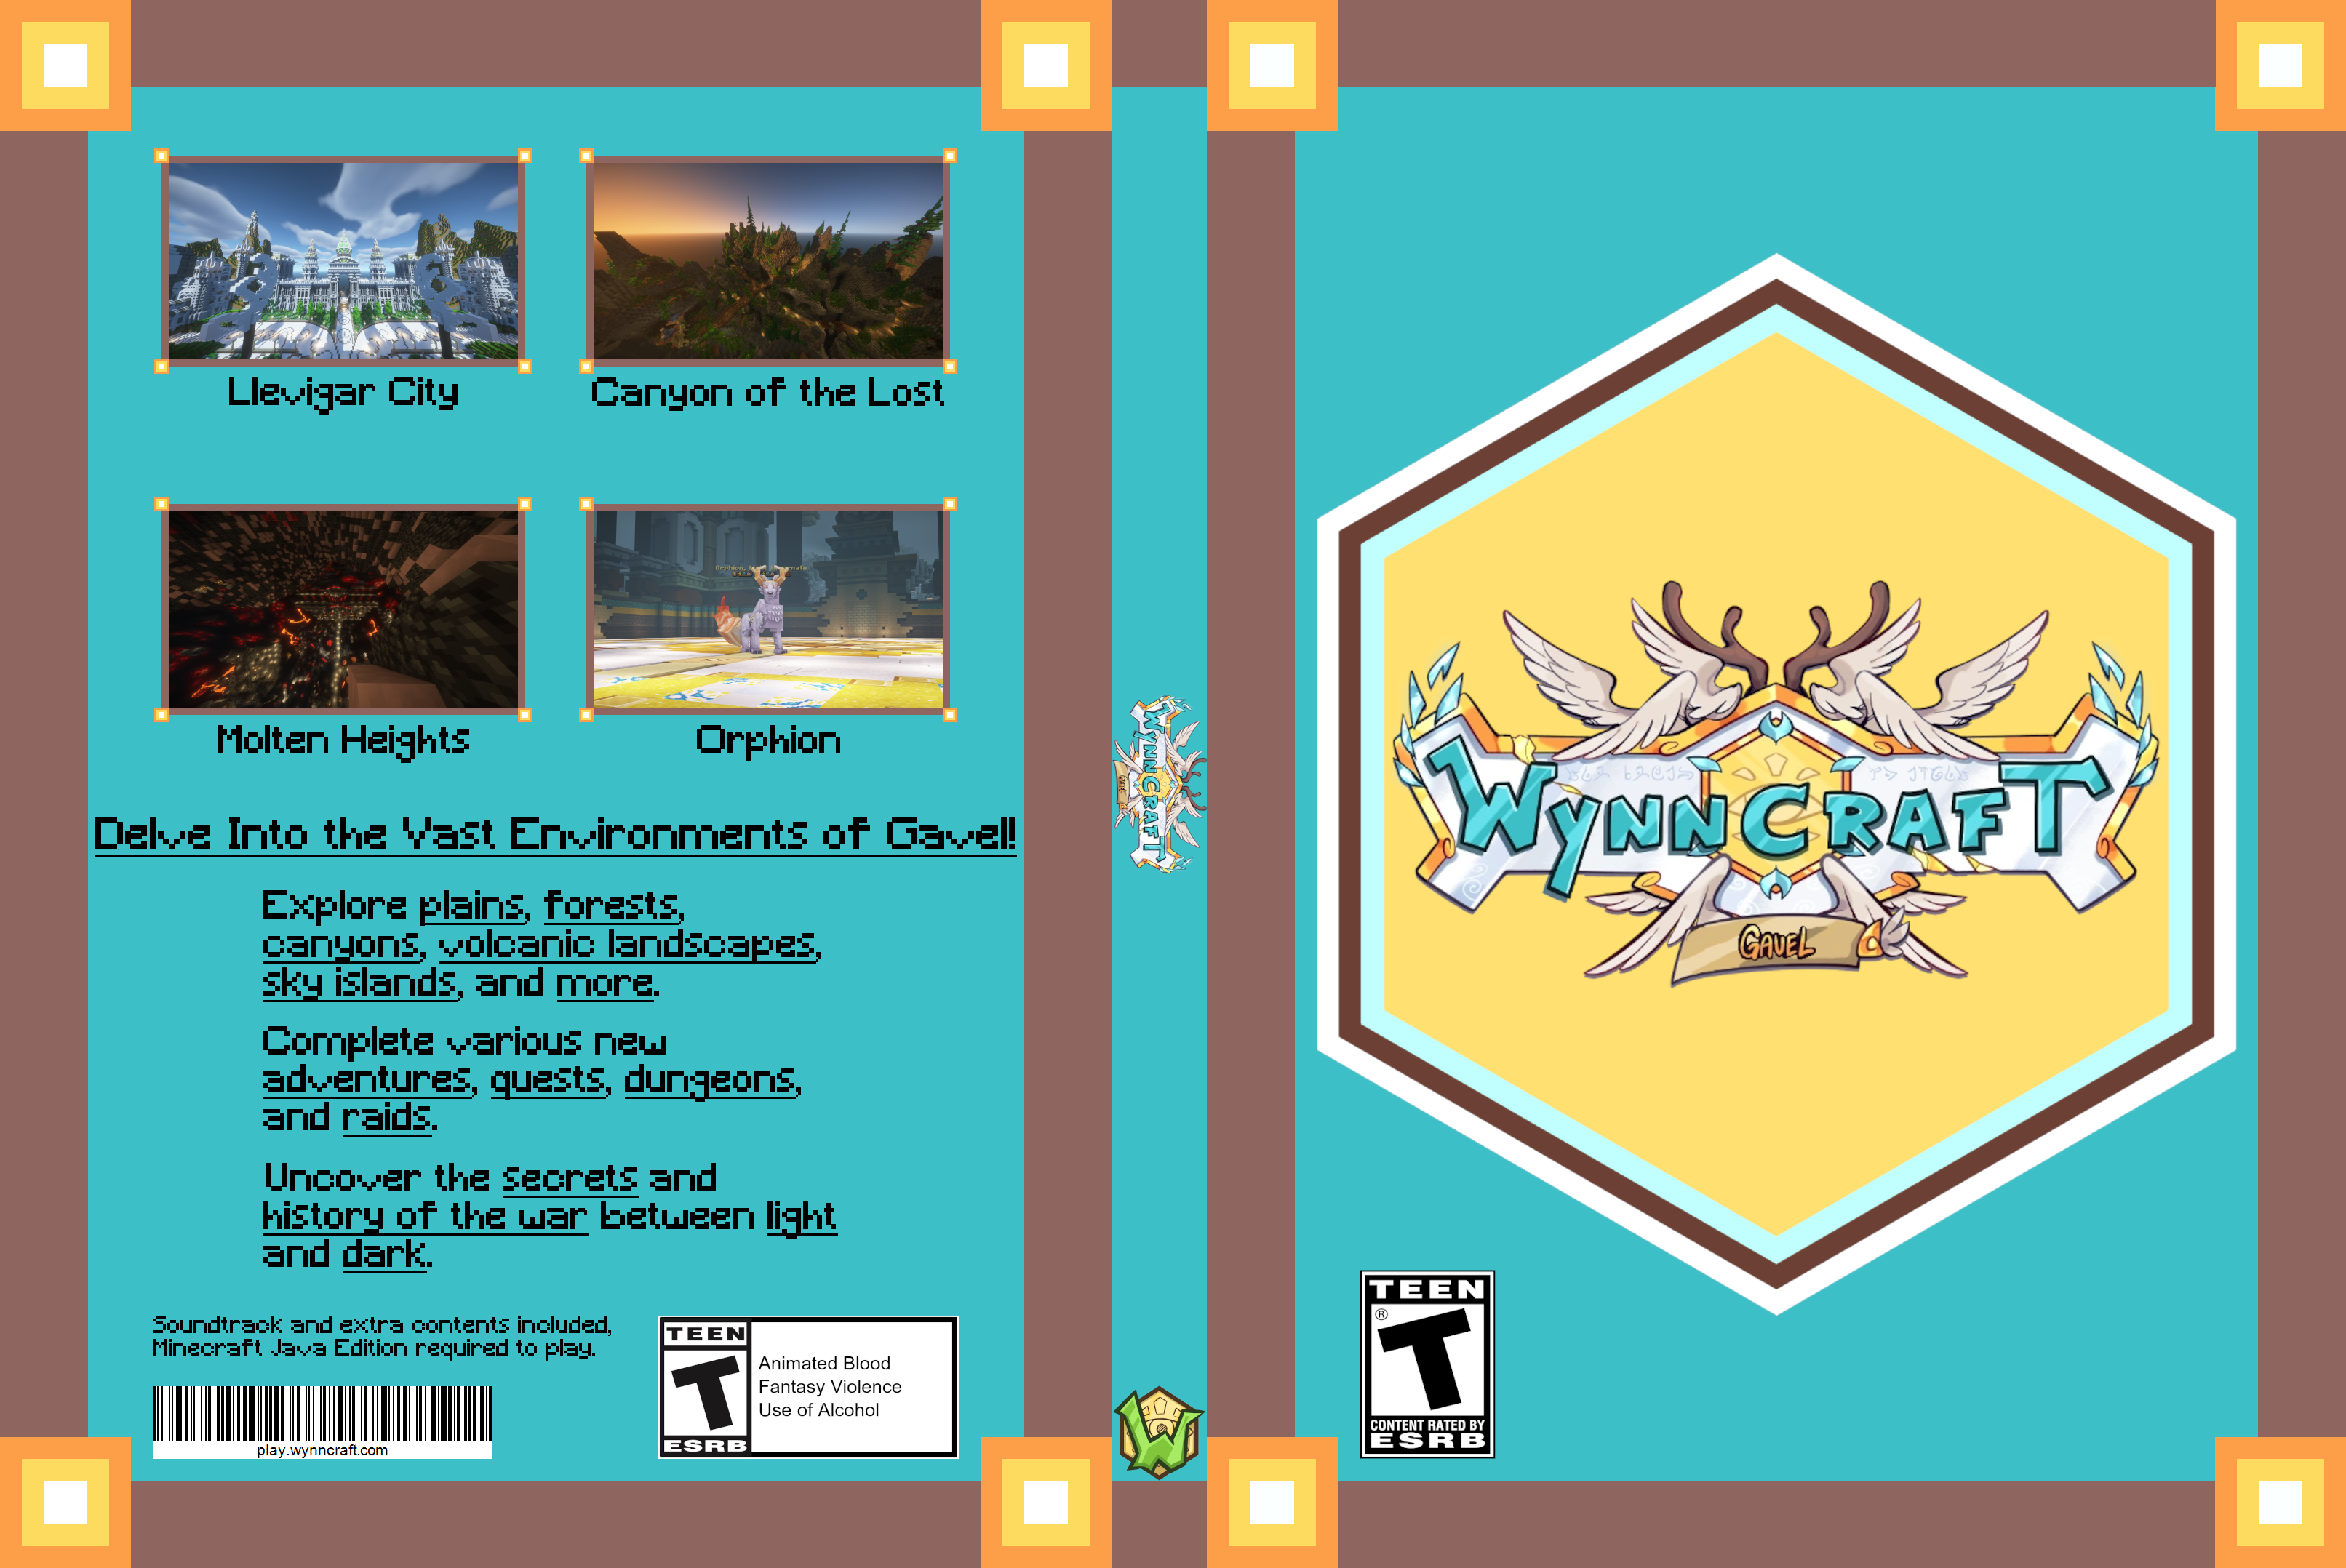 Llevigar City
Canyon of the Lost
Molten Heights
Orphion
Delve Into the Vast Environments of Gavel!
Explore plains, forests,
canyons, volcanic landscapes,
sky islands, and more.
Complete various new
adventures, quests, dungeons,
and raids.
Uncover the secrets and
history of the war between light
and dark.
Soundtrack and extra contents included,
Minecraft Java Edition required to play.
play.wynncraft.com
TEEN
T
ESRB
Animated Blood
Fantasy Violence
Use of Alcohol
WYNNCRAFT
GAVEL
W
WYNNCRAFT
GAVEL
TEEN
®
T
CONTENT RATED BY
ESRB